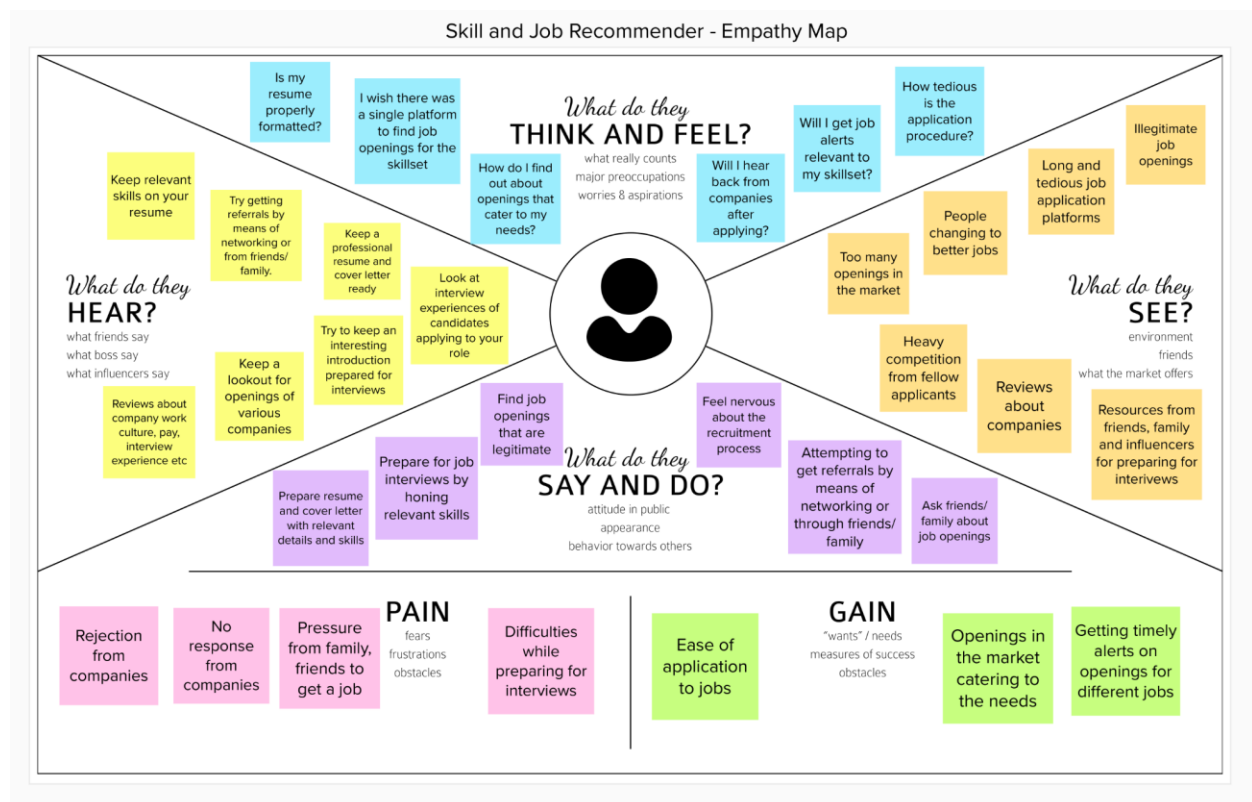 Skill and Job Recommender - Empathy Map
Is my
resume
properly
formatted?
I wish there was
a single platform
to find job
openings for the
skillset
How do I find
out about
openings that
cater to my
needs?
What do they
THINK AND FEEL?
what really counts
major preoccupations
worries & aspirations
Will I hear
back from
companies
after
applying?
Will I get job
alerts
relevant to
my skillset?
How tedious
is the
application
procedure?
Keep relevant
skills on your
resume
Try getting
referrals by
means of
networking or
from friends/
family.
Keep a
professional
resume and
cover letter
ready
Look at
interview
experiences of
candidates
applying to your
role
What do they
HEAR?
what friends say
what boss say
what influencers say
Try to keep an
interesting
introduction
prepared for
interviews
Keep a
lookout for
openings of
various
companies
Reviews about
company work
culture, pay,
interview
experience etc
Illegitimate
job
openings
Long and
tedious job
application
platforms
People
changing to
better jobs
Too many
openings in
the market
What do they
SEE?
environment
friends
what the market offers
Heavy
competition
from fellow
applicants
Reviews
about
companies
Resources from
friends, family
and influencers
for preparing for
interivews
Find job
openings
that are
legitimate
Prepare for job
interviews by
honing
relevant skills
Prepare resume
and cover letter
with relevant
details and skills
What do they
SAY AND DO?
attitude in public
appearance
behavior towards others
Feel nervous
about the
recruitment
process
Attempting to
get referrals by
means of
networking or
through friends/
family
Ask friends/
family about
job openings
PAIN
fears
frustrations
obstacles
Rejection
from
companies
No
response
from
companies
Pressure
from family,
friends to
get a job
Difficulties
while
preparing for
interviews
GAIN
"wants" / needs
measures of success
obstacles
Ease of
application
to jobs
Openings in
the market
catering to
the needs
Getting timely
alerts on
openings for
different jobs